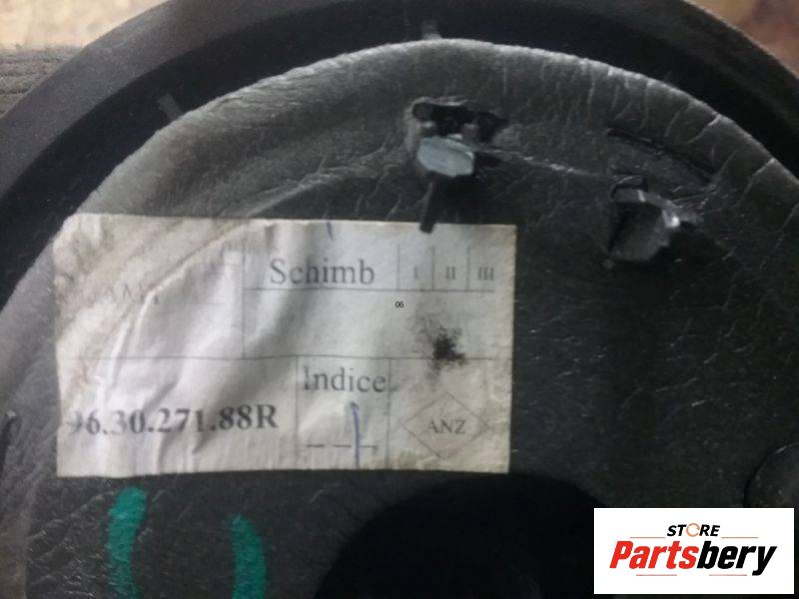 Schimb I II III
06
Indice
96.30.271.88R
ANZ
STORE
Partsbery